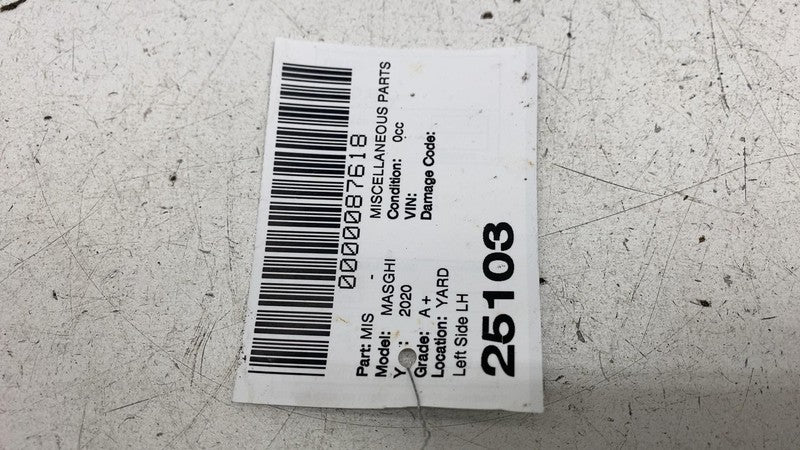 0000087618
Part: MIS - MISCELLANEOUS PARTS
Model: MASGHI Condition: 0cc
Y : 2020 VIN:
Grade: A+ Damage Code:
Location: YARD
Left Side LH
25103